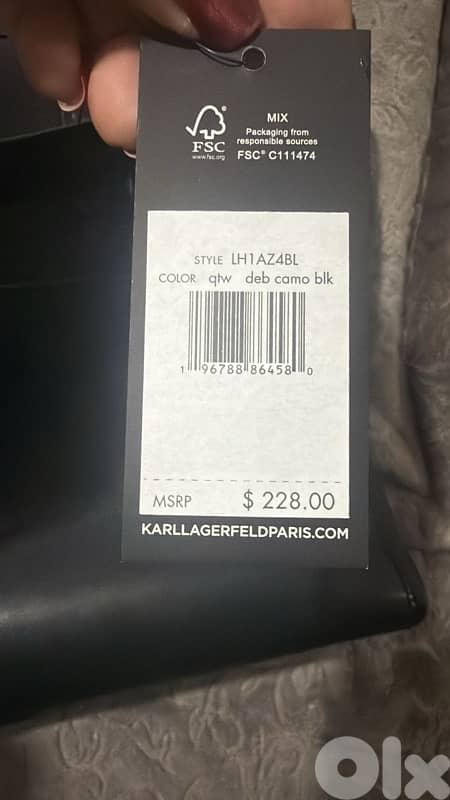 MIX
Packaging from
responsible sources
FSC® C111474
FSC
www.fsc.org
STYLE LH1AZ4BL
COLOR qtw deb camo blk
1 96788 86458 0
MSRP $ 228.00
KARLLAGERFELDPARIS.COM
OLX